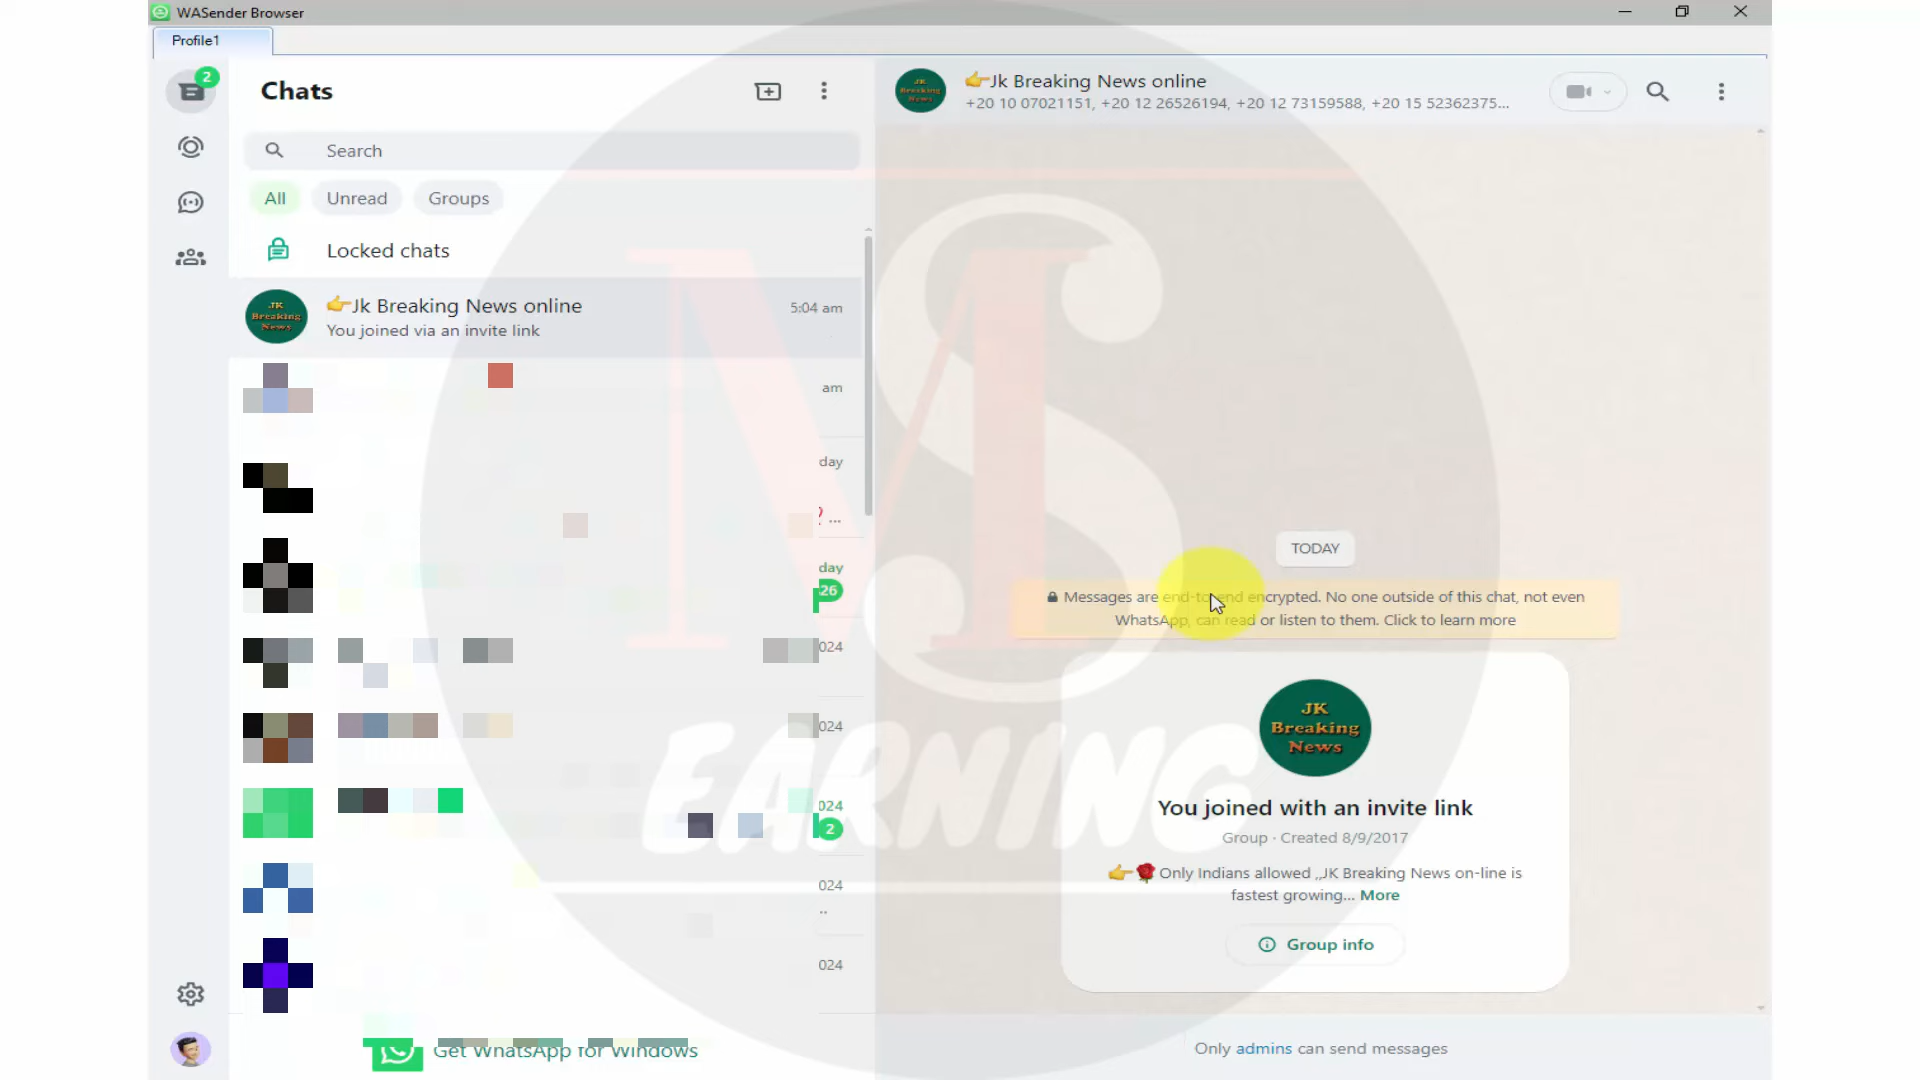 WASender Browser
Profile1
2
Chats
Search
All
Unread
Groups
Locked chats
👉Jk Breaking News online
5:04 am
You joined via an invite link
am
day
...
day
26
024
024
024
2
024
..
024
Get WhatsApp for Windows
JK
Breaking
News
👉Jk Breaking News online
+20 10 07021151, +20 12 26526194, +20 12 73159588, +20 15 52362375...
TODAY
Messages are end-to-end encrypted. No one outside of this chat, not even
WhatsApp, can read or listen to them. Click to learn more
JK
Breaking
News
You joined with an invite link
Group · Created 8/9/2017
👉🌹Only Indians allowed ,,JK Breaking News on-line is
fastest growing... More
Group info
Only admins can send messages
MS
EARNING